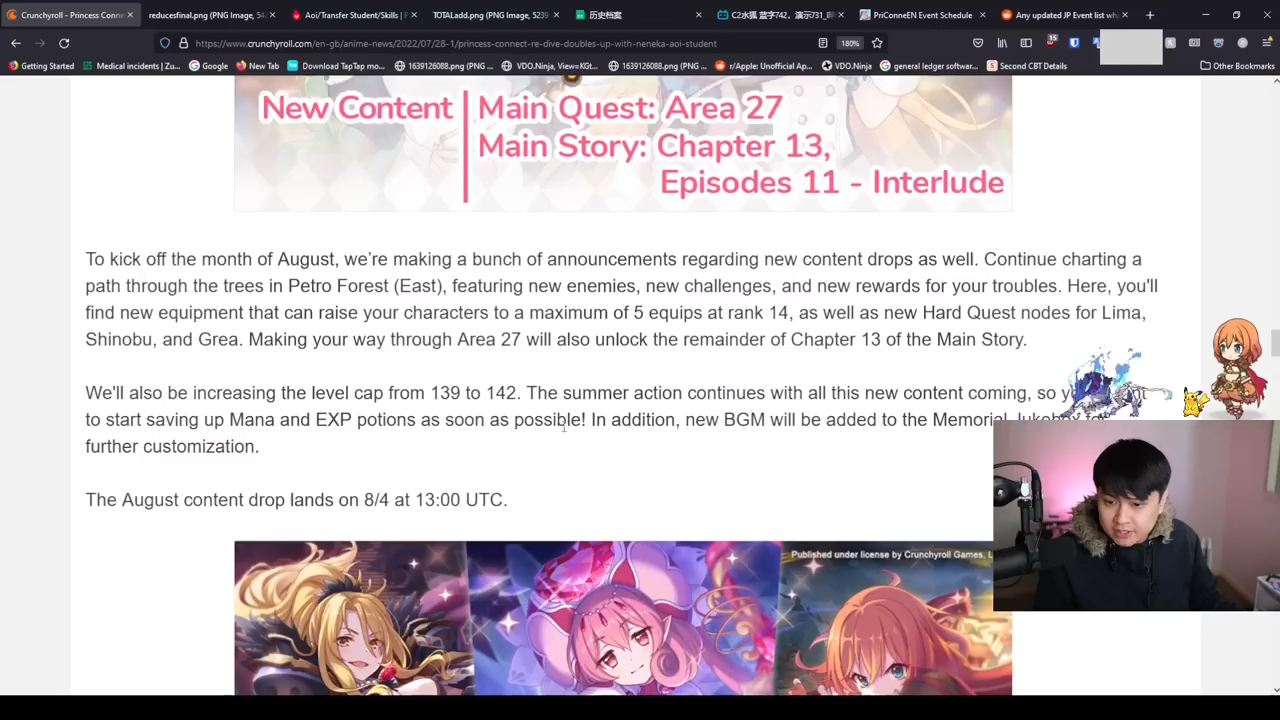 Crunchyroll - Princess Conne
reducesfinal.png (PNG Image, 54
Aoi/Transfer Student/Skills | P
TOTALadd.png (PNG Image, 5239
历史档案
C2水狐 蓝字742，演示731_
PriConneEN Event Schedule
Any updated JP Event list wh
https://www.crunchyroll.com/en-gb/anime-news/2022/07/28-1/princess-connect-re-dive-doubles-up-with-neneka-aoi-student
180%
15
Getting Started
Medical incidents | Zu...
Google
New Tab
Download TapTap mo...
1639126088.png (PNG ...
VDO.Ninja, View=KGt...
1639126088.png (PNG ...
r/Apple: Unofficial Ap...
VDO.Ninja
general ledger softwar...
Second CBT Details
Other Bookmarks
New Content
Main Quest: Area 27
Main Story: Chapter 13,
Episodes 11 - Interlude
To kick off the month of August, we're making a bunch of announcements regarding new content drops as well. Continue charting a
path through the trees in Petro Forest (East), featuring new enemies, new challenges, and new rewards for your troubles. Here, you'll
find new equipment that can raise your characters to a maximum of 5 equips at rank 14, as well as new Hard Quest nodes for Lima,
Shinobu, and Grea. Making your way through Area 27 will also unlock the remainder of Chapter 13 of the Main Story.
We'll also be increasing the level cap from 139 to 142. The summer action continues with all this new content coming, so
to start saving up Mana and EXP potions as soon as possible! In addition, new BGM will be added to the Memorial Jukebox
further customization.
The August content drop lands on 8/4 at 13:00 UTC.
Published under license by Crunchyroll Games, L